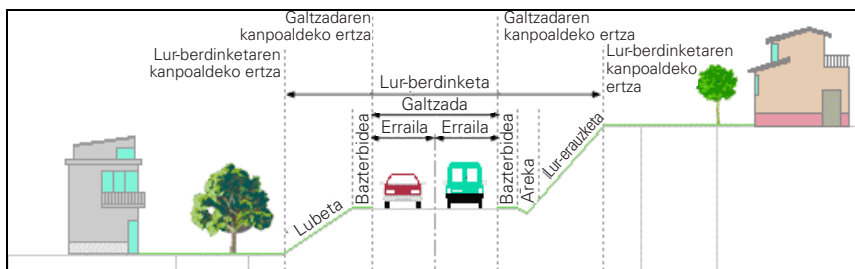 Galtzadaren
kanpoaldeko ertza
Galtzadaren
kanpoaldeko ertza
Lur-berdinketaren
kanpoaldeko ertza
Lur-berdinketaren
kanpoaldeko
ertza
Lur-berdinketa
Galtzada
Erraila
Erraila
Lubeta
Bazterbidea
Bazterbidea
Areka
Lur-erauzketa